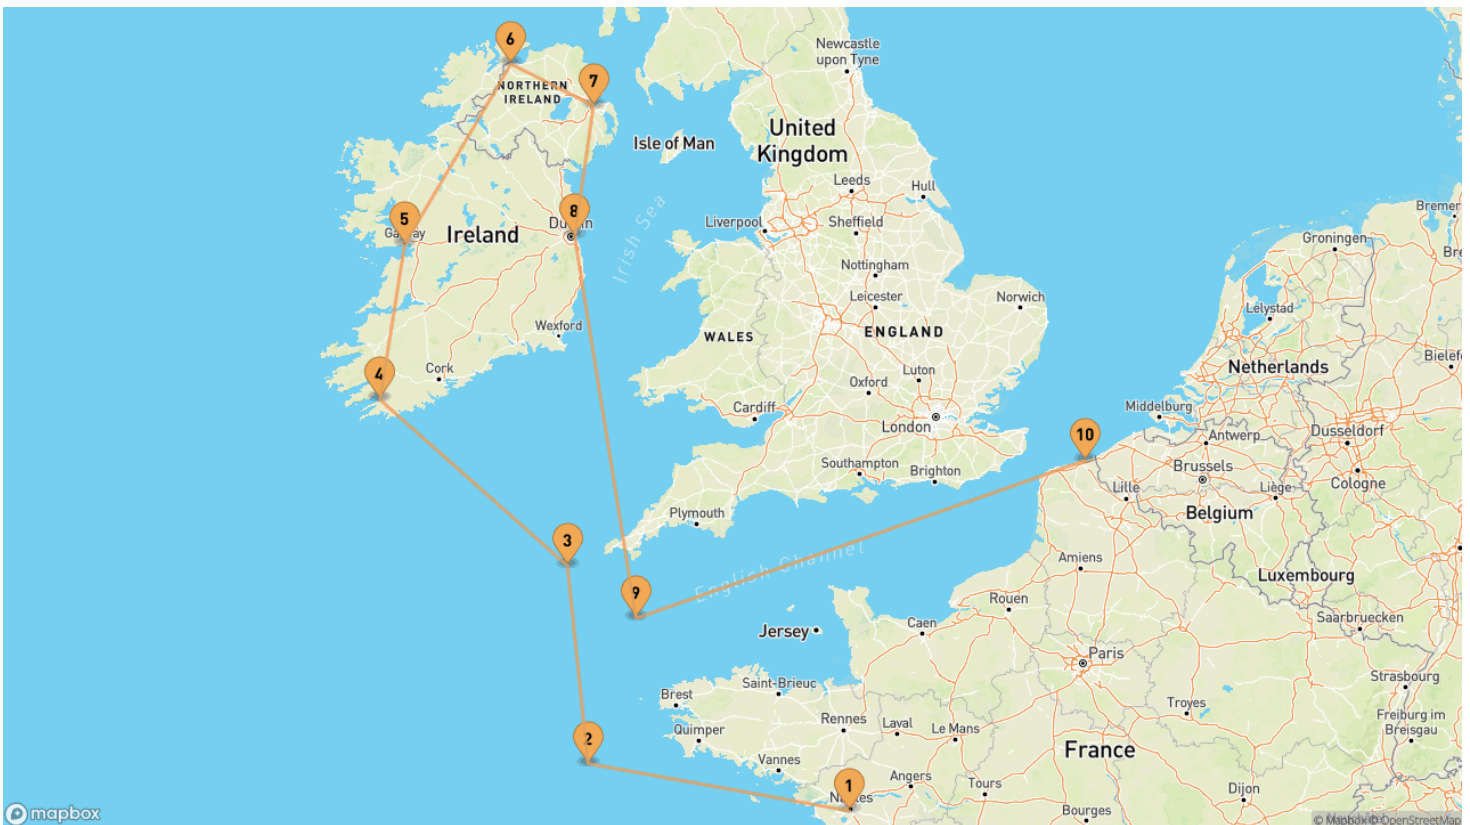 6
Newcastle
upon Tyne
7
NORTHERN
IRELAND
United
Kingdom
Isle of Man
Leeds
Hull
5
8
Liverpool
Sheffield
Bremer
Ireland
Irish Sea
Groningen
Nottingham
Leicester
Norwich
Lelystad
Wexford
WALES
ENGLAND
Netherlands
Bielef
4
Cork
Luton
Oxford
Cardiff
London
Middelburg
10
Antwerp
Dusseldorf
Southampton
Brighton
Brussels
Lille
Liège
Cologne
Plymouth
Belgium
3
English Channel
Amiens
Luxembourg
9
Rouen
Jersey
Caen
Saarbruecken
Paris
Saint-Brieuc
Brest
Strasbourg
Rennes
Laval
Le Mans
Troyes
Freiburg im
Breisgau
Quimper
2
France
Vannes
1
Angers
Tours
Dijon
Bourges
mapbox
© Mapbox © OpenStreetMap